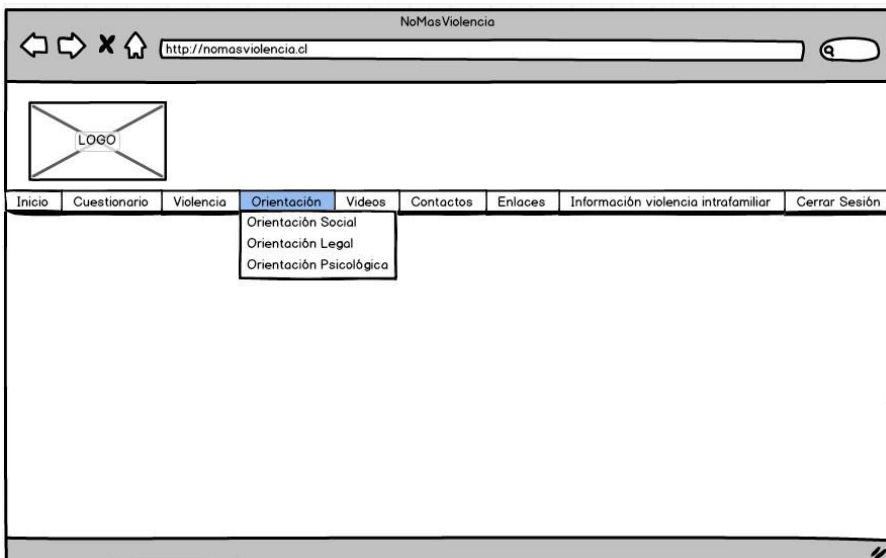 NoMasViolencia
http://nomasviolencia.cl
LOGO
Inicio Cuestionario Violencia Orientación Videos Contactos Enlaces Información violencia intrafamiliar Cerrar Sesión
Orientación Social
Orientación Legal
Orientación Psicológica